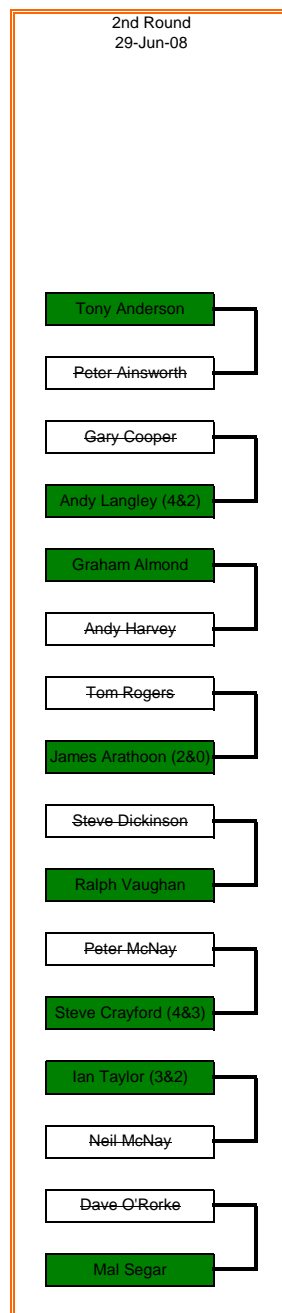 2nd Round
29-Jun-08
Tony Anderson
Peter Ainsworth
Gary Cooper
Andy Langley (4&2)
Graham Almond
Andy Harvey
Tom Rogers
James Arathoon (2&0)
Steve Dickinson
Ralph Vaughan
Peter McNay
Steve Crayford (4&3)
Ian Taylor (3&2)
Neil McNay
Dave O'Rorke
Mal Segar